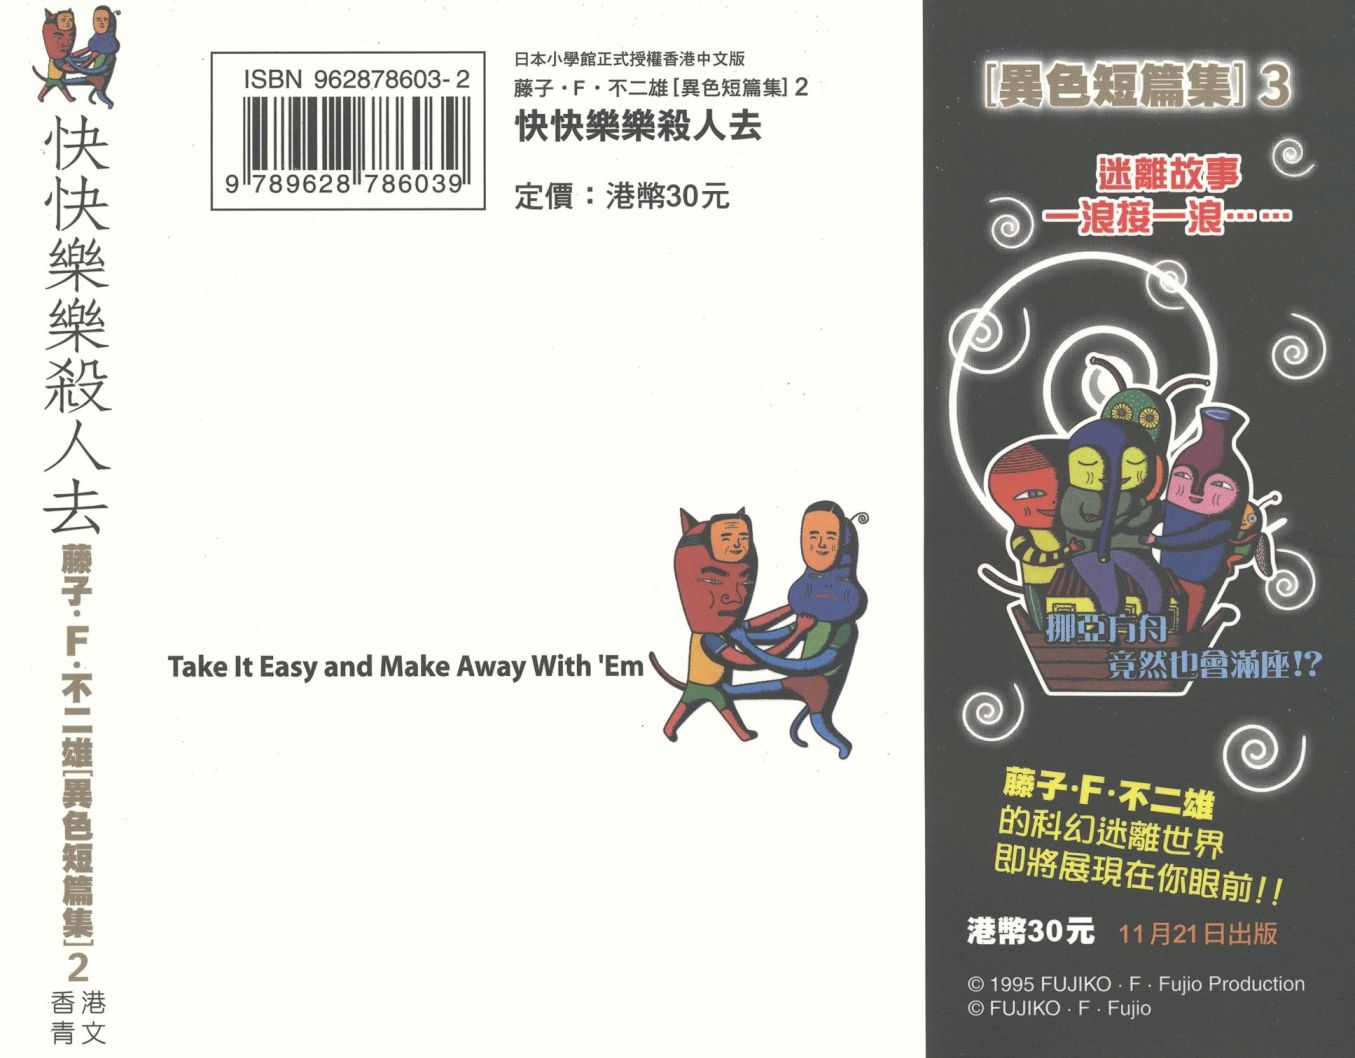 快快樂樂殺人去
藤子·F·不二雄[異色短篇集]2
香港
青文
ISBN 962878603-2
9 789628 786039
日本小學館正式授權香港中文版
藤子·F·不二雄[異色短篇集]2
快快樂樂殺人去
定價：港幣30元
Take It Easy and Make Away With 'Em
[異色短篇集]3
迷離故事
一浪接一浪……
挪亞方舟
竟然也會滿座!?
藤子·F·不二雄
的科幻迷離世界
即將展現在你眼前!!
港幣30元 11月21日出版
© 1995 FUJIKO · F · Fujio Production
© FUJIKO · F · Fujio